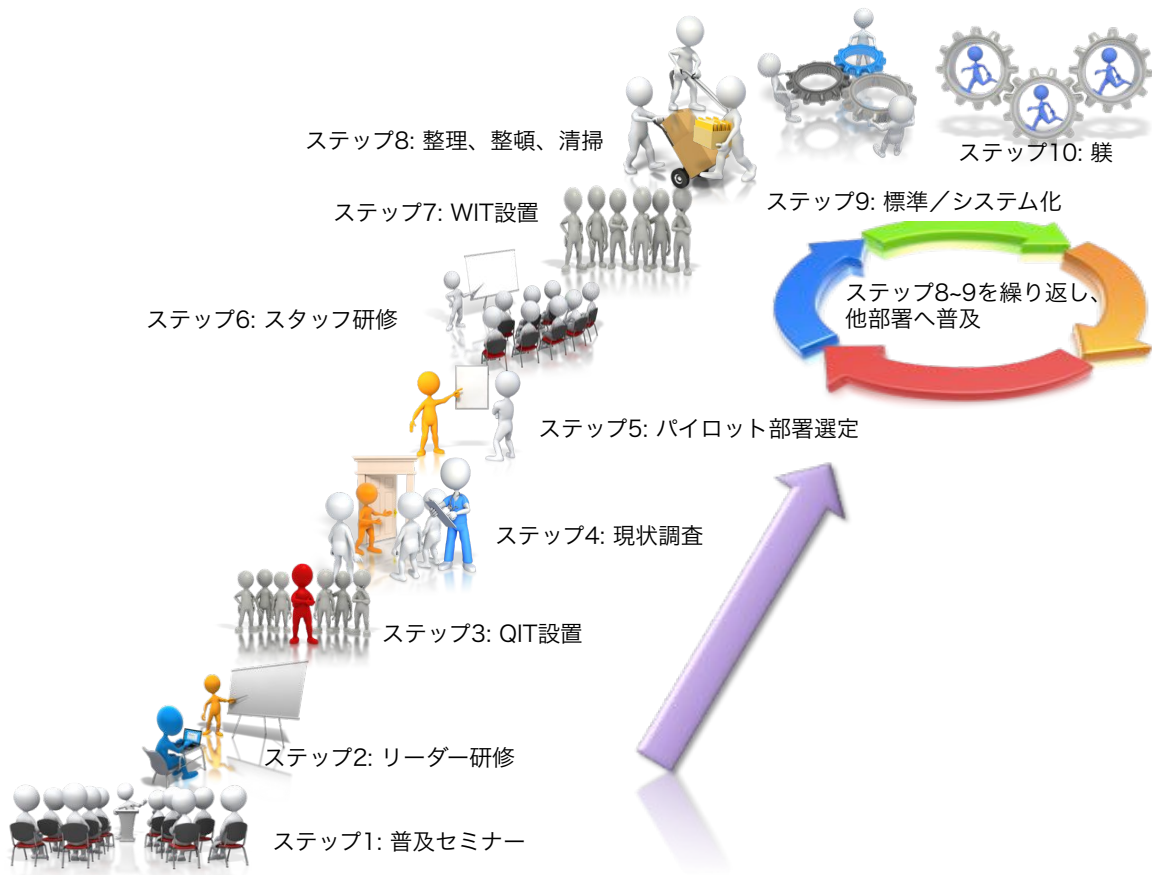 ステップ8: 整理、整頓、清掃
ステップ10: 躾
ステップ7: WIT設置
ステップ9: 標準／システム化
ステップ8~9を繰り返し、
他部署へ普及
ステップ6: スタッフ研修
ステップ5: パイロット部署選定
ステップ4: 現状調査
ステップ3: QIT設置
ステップ2: リーダー研修
ステップ1: 普及セミナー